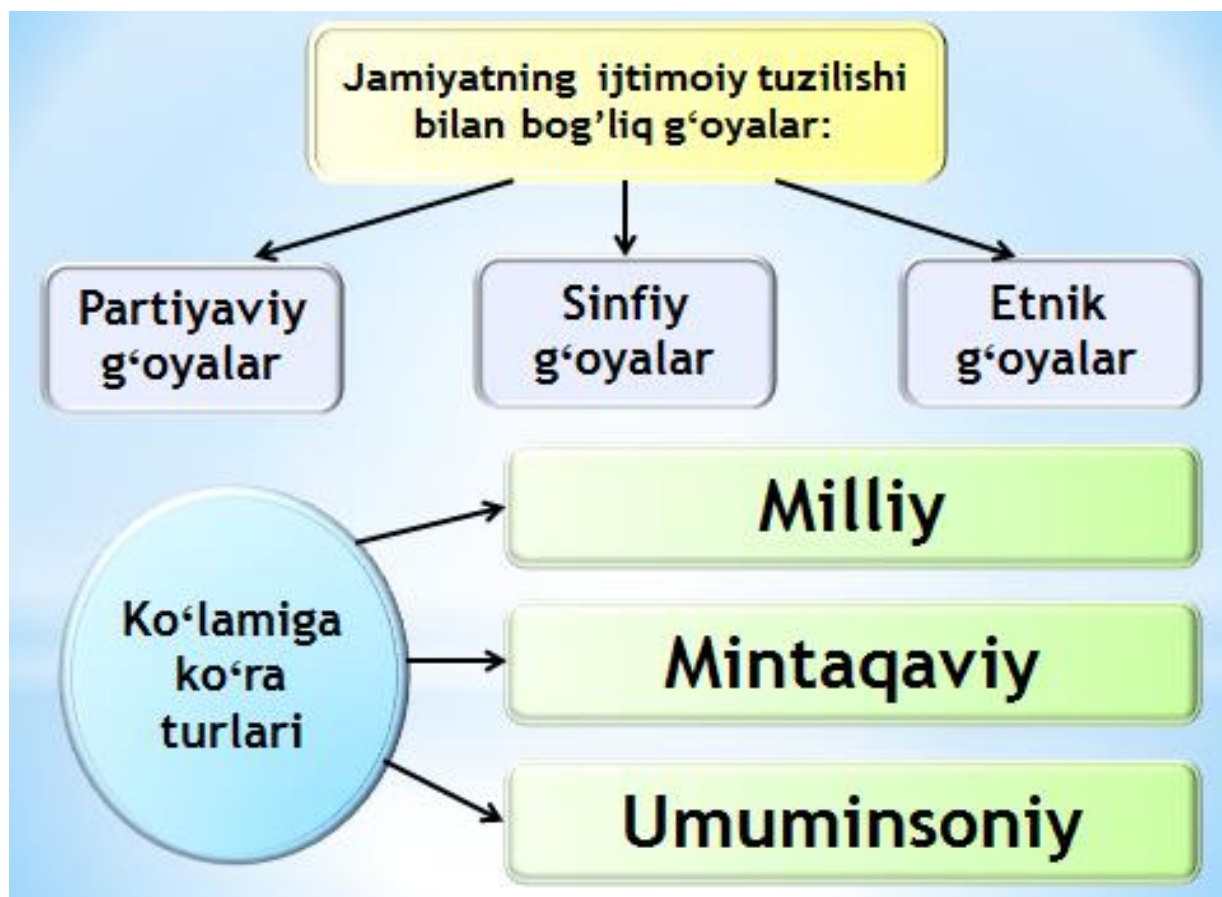 Jamiyatning ijtimoiy tuzilishi
bilan bog’liq g‘oyalar:
Partiyaviy
g‘oyalar
Sinfiy
g‘oyalar
Etnik
g‘oyalar
Ko‘lamiga
ko‘ra
turlari
Milliy
Mintaqaviy
Umuminsoniy